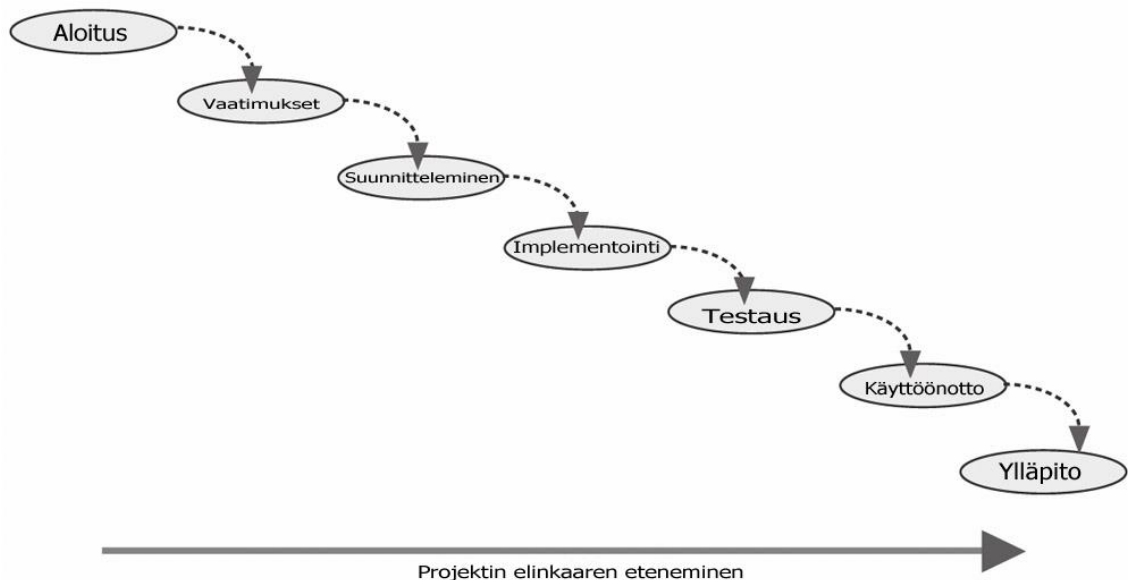 Aloitus
Vaatimukset
Suunnitteleminen
Implementointi
Testaus
Käyttöönotto
Ylläpito
Projektin elinkaaren eteneminen